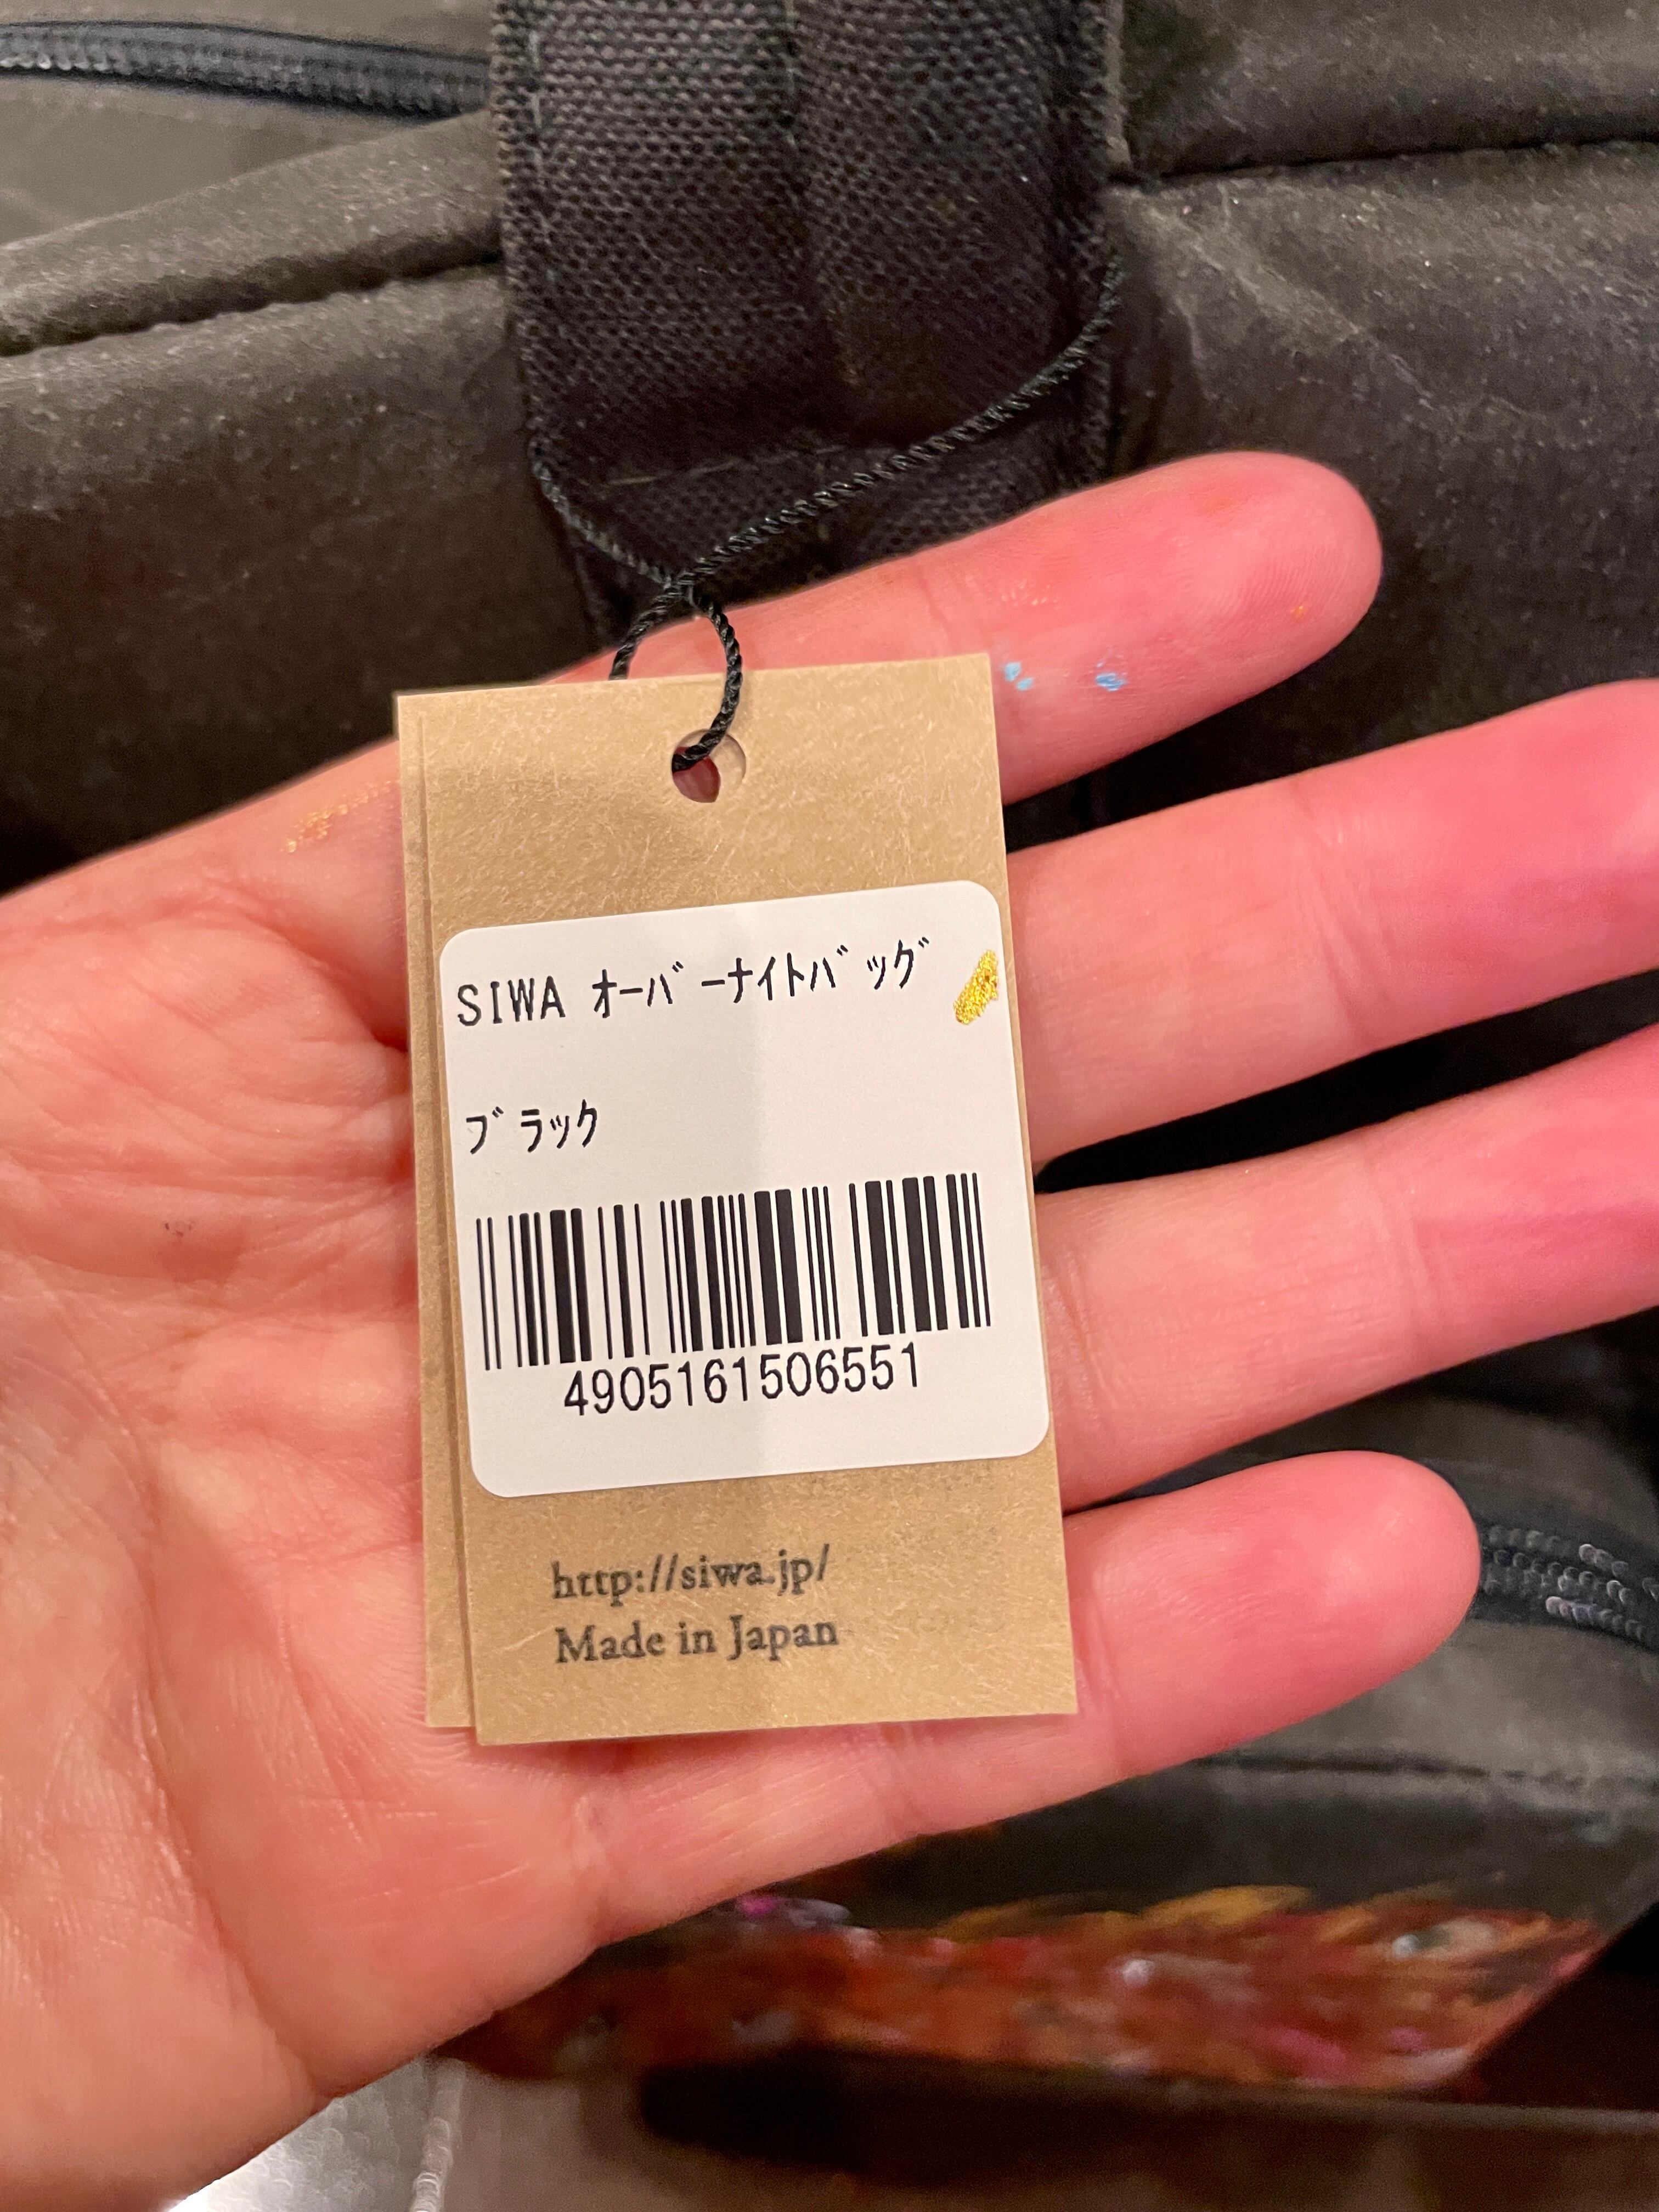 SIWA ｵｰﾊﾞｰﾅｲﾄﾊﾞｯｸﾞ
ﾌﾞﾗｯｸ
4905161506551
http://siwa.jp/
Made in Japan